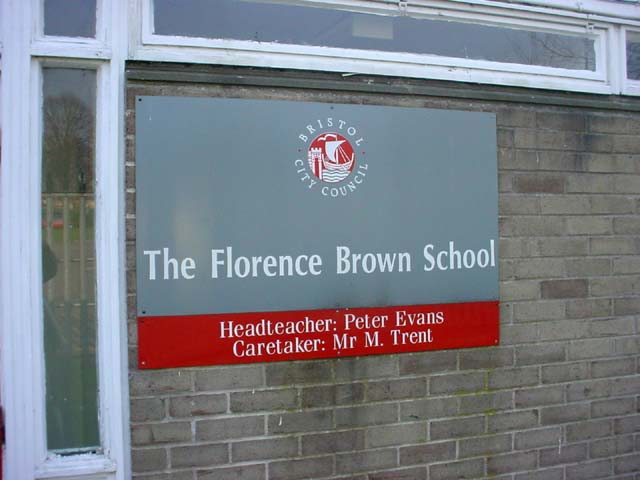 BRISTOL
CITY COUNCIL
The Florence Brown School
Headteacher: Peter Evans
Caretaker: Mr M. Trent